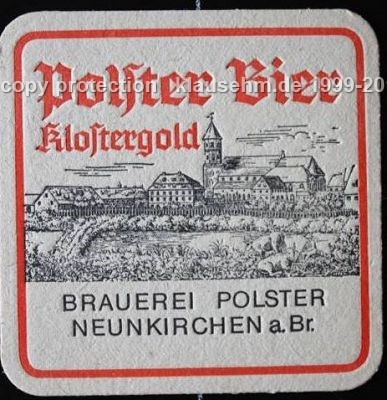 Polster Bier
copy protection klausehm.de 1999-20
Klostergold
BRAUEREI POLSTER
NEUNKIRCHEN a.Br.